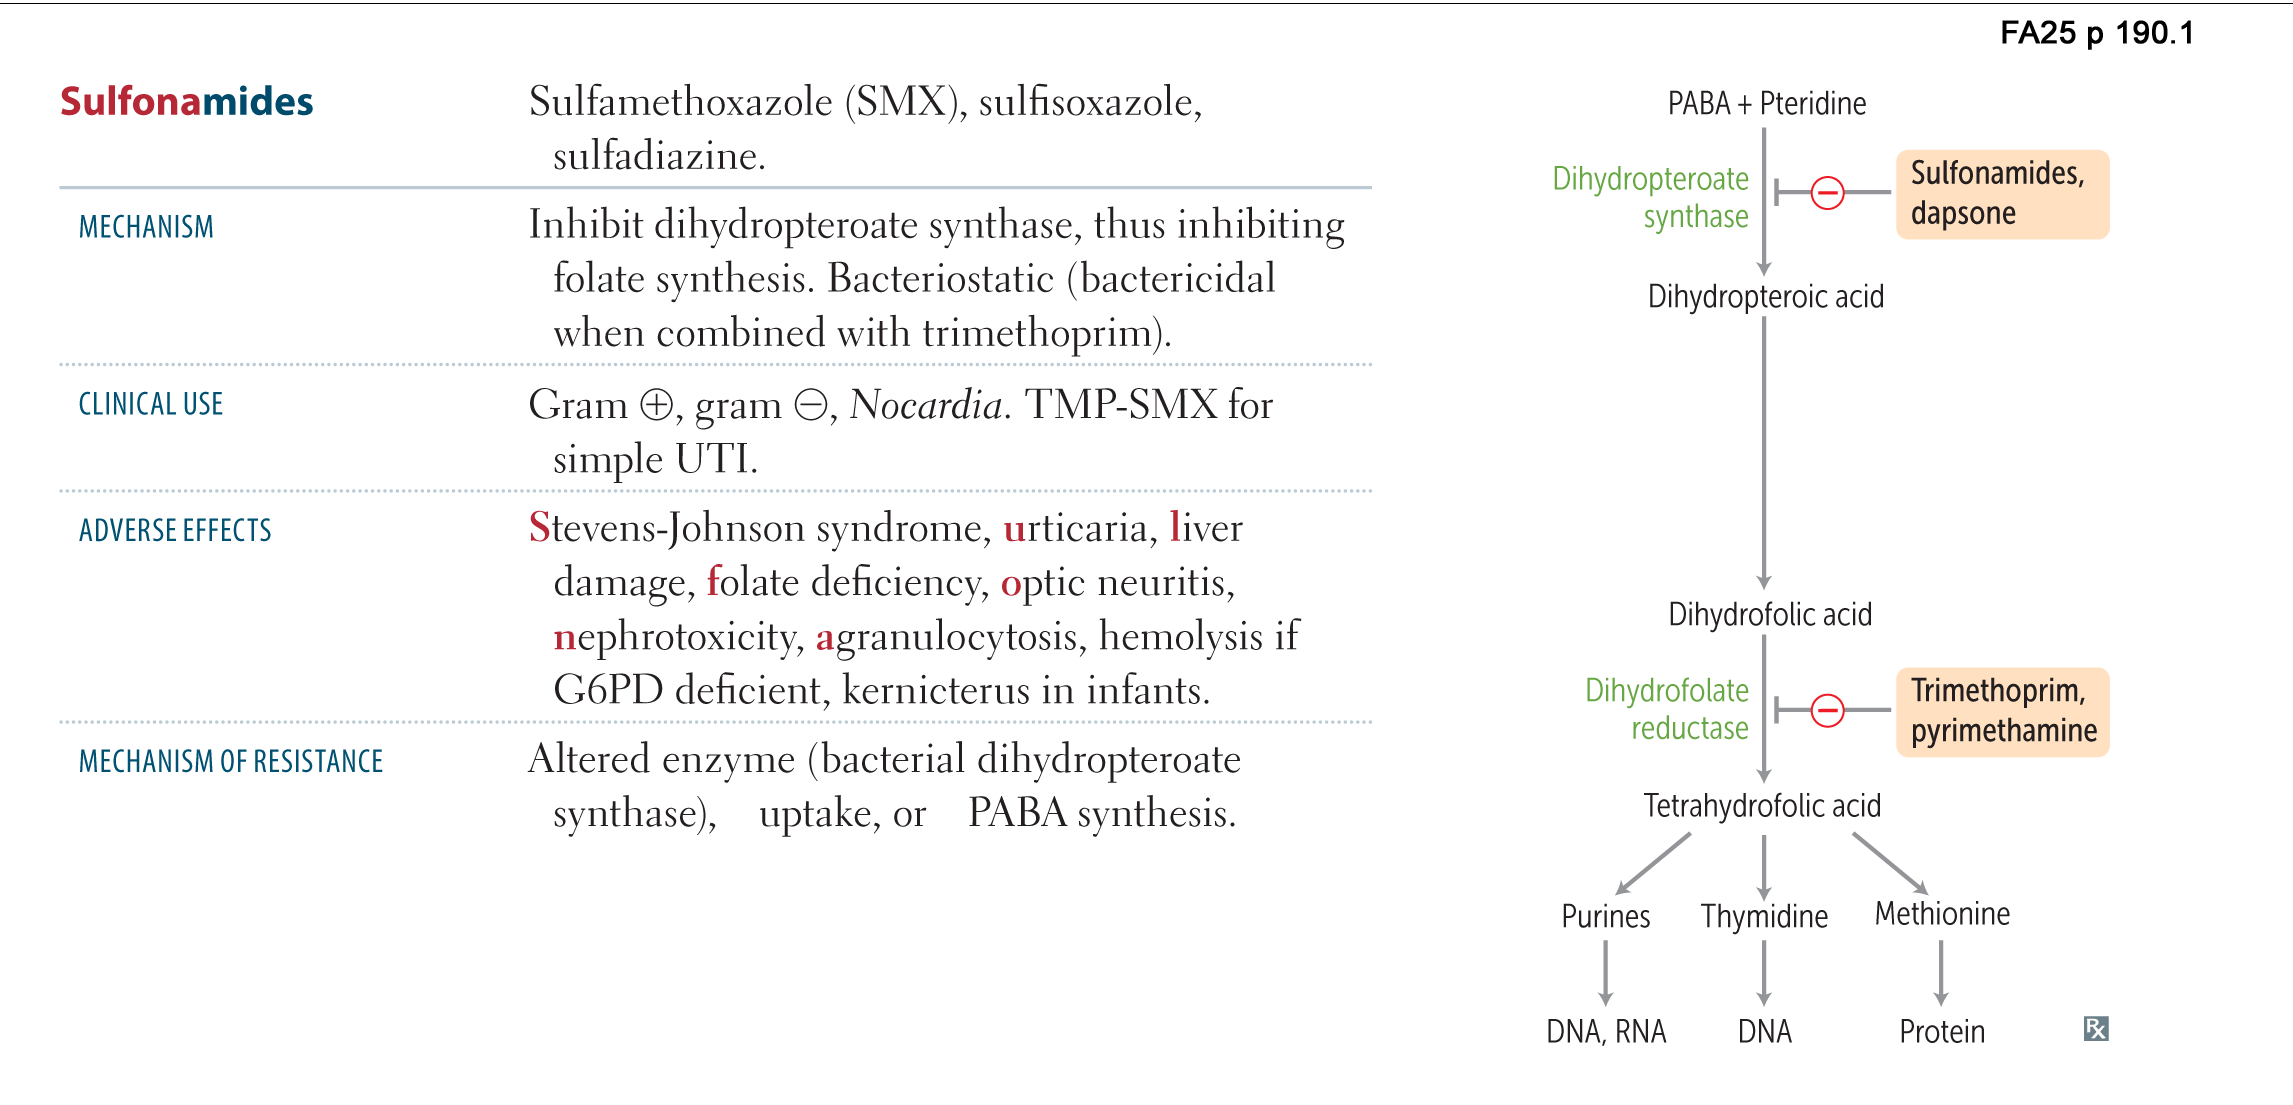 FA25 p 190.1
Sulfonamides
Sulfamethoxazole (SMX), sulfisoxazole,
sulfadiazine.
MECHANISM
Inhibit dihydropteroate synthase, thus inhibiting
folate synthesis. Bacteriostatic (bactericidal
when combined with trimethoprim).
CLINICAL USE
Gram ⊕, gram ⊖, Nocardia. TMP-SMX for
simple UTI.
ADVERSE EFFECTS
Stevens-Johnson syndrome, urticaria, liver
damage, folate deficiency, optic neuritis,
nephrotoxicity, agranulocytosis, hemolysis if
G6PD deficient, kernicterus in infants.
MECHANISM OF RESISTANCE
Altered enzyme (bacterial dihydropteroate
synthase), uptake, or PABA synthesis.
PABA + Pteridine
Dihydropteroate
synthase
Sulfonamides,
dapsone
Dihydropteroic acid
Dihydrofolic acid
Dihydrofolate
reductase
Trimethoprim,
pyrimethamine
Tetrahydrofolic acid
Purines Thymidine Methionine
DNA, RNA DNA Protein
Rx